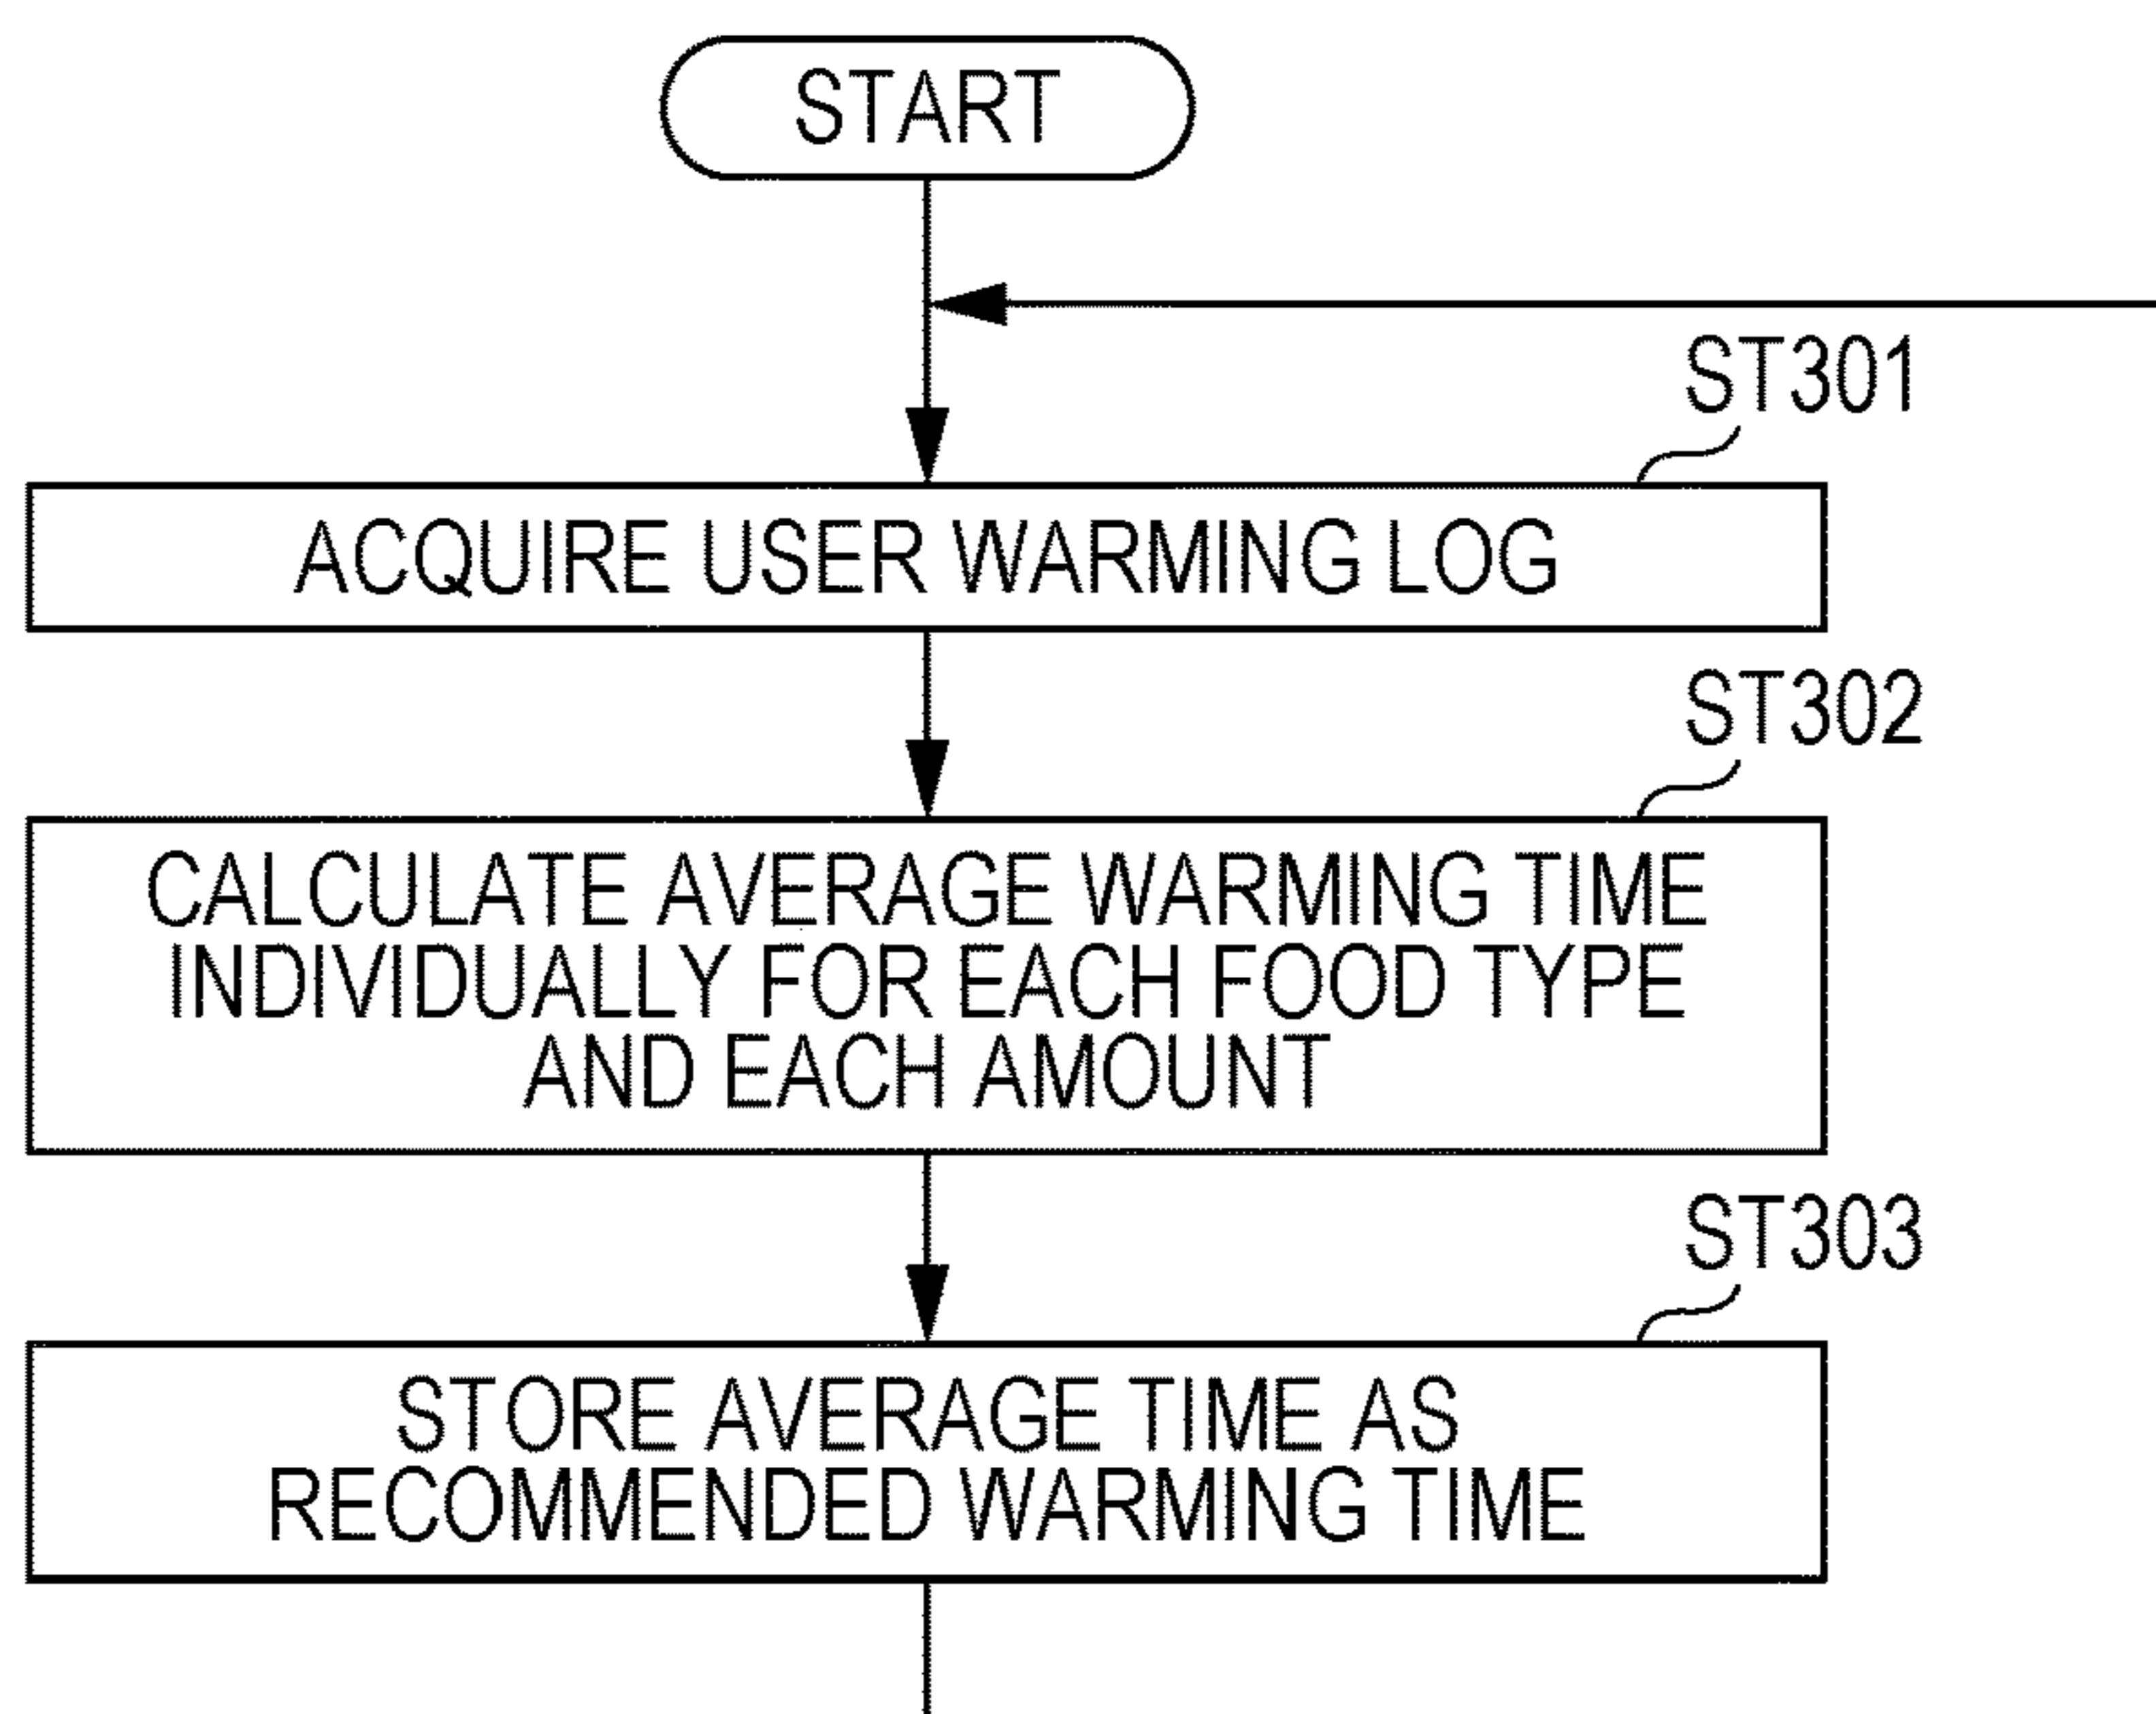 START
ST301
ACQUIRE USER WARMING LOG
ST302
CALCULATE AVERAGE WARMING TIME
INDIVIDUALLY FOR EACH FOOD TYPE
AND EACH AMOUNT
ST303
STORE AVERAGE TIME AS
RECOMMENDED WARMING TIME